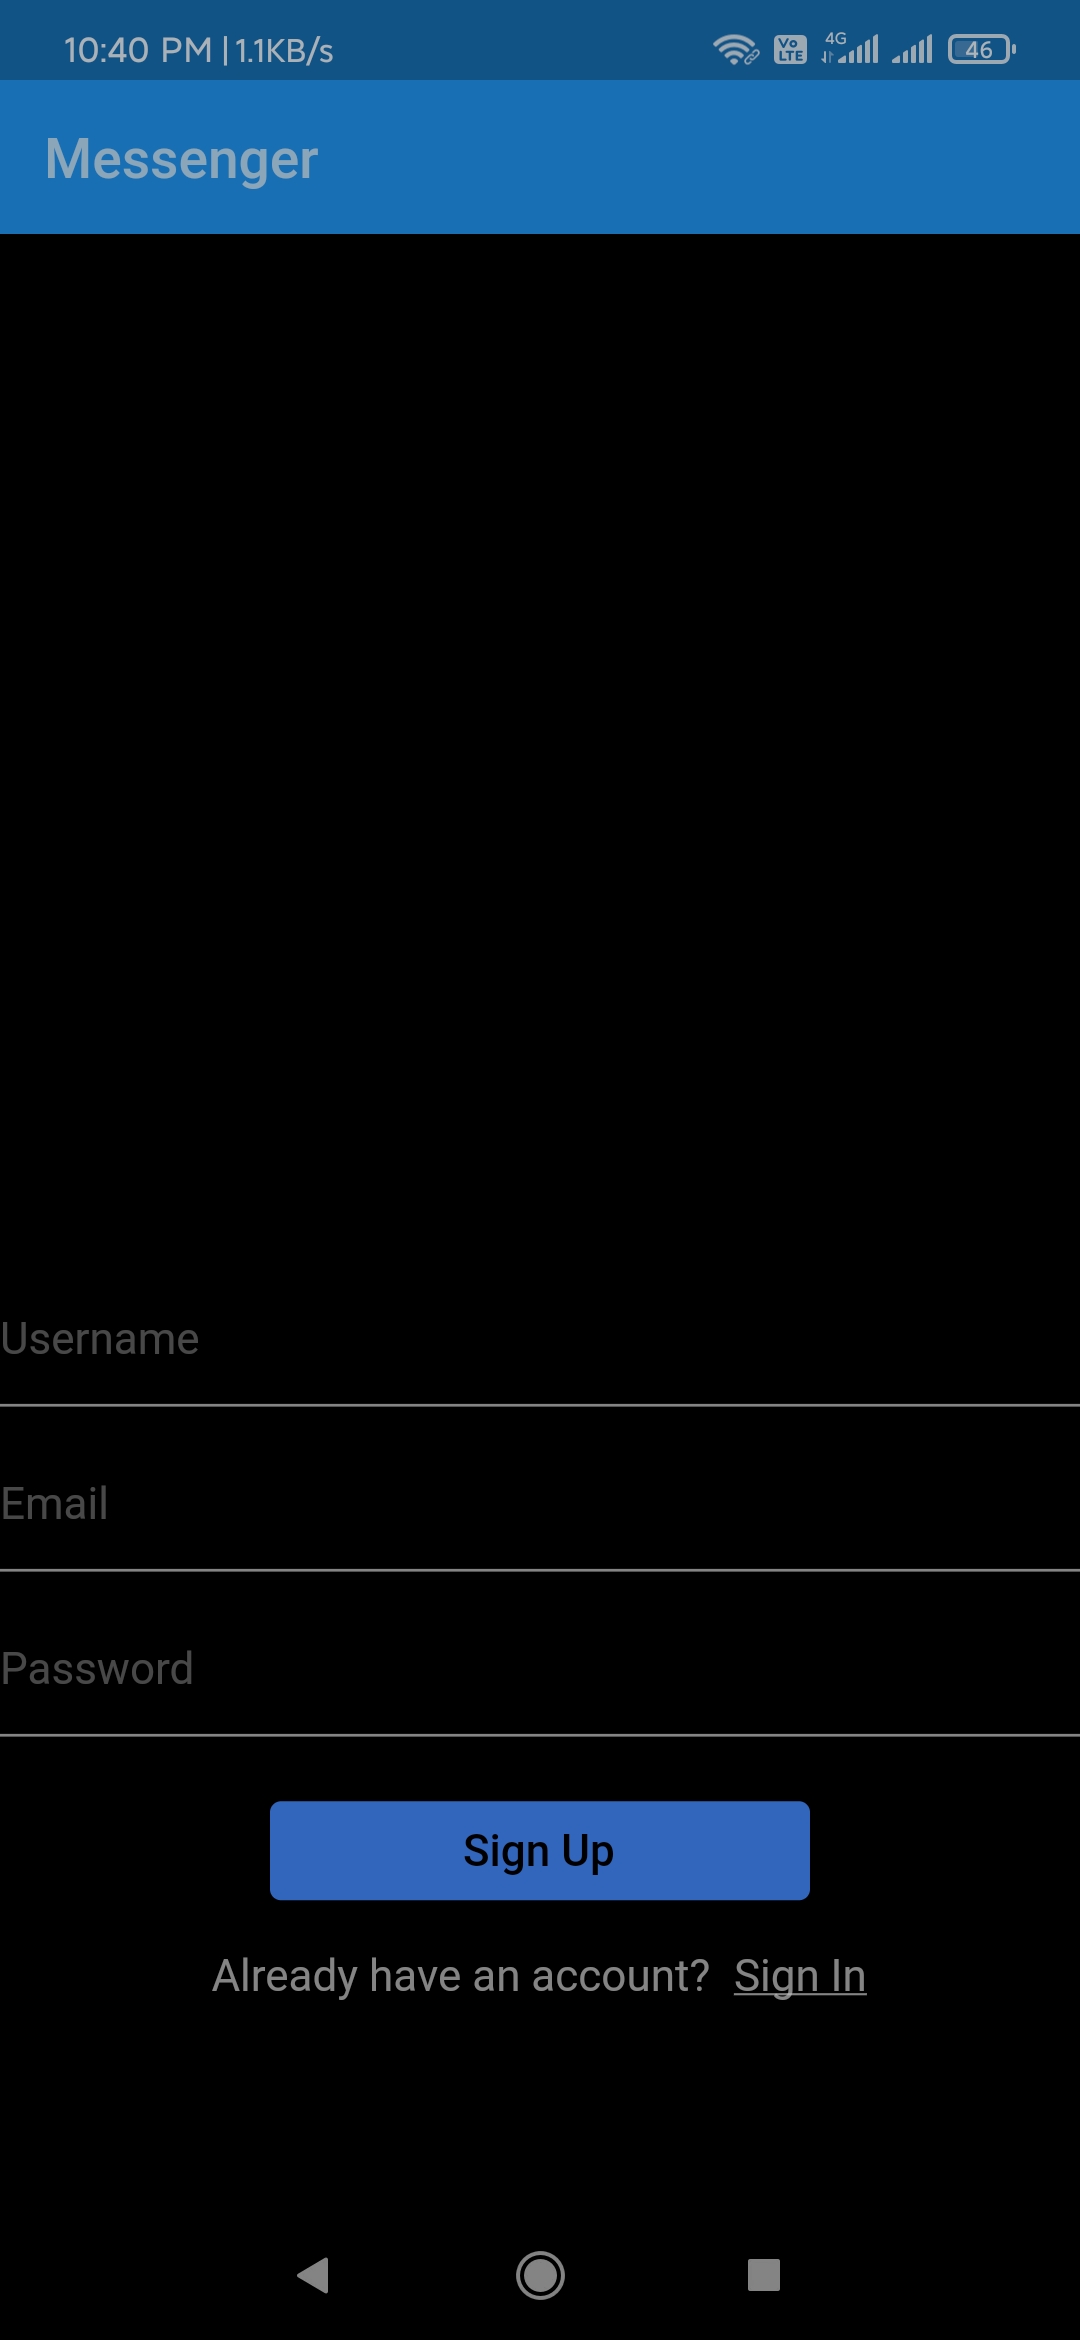 10:40 PM | 1.1KB/s Vo LTE 4G 46
Messenger
Username
Email
Password
Sign Up
Already have an account? Sign In